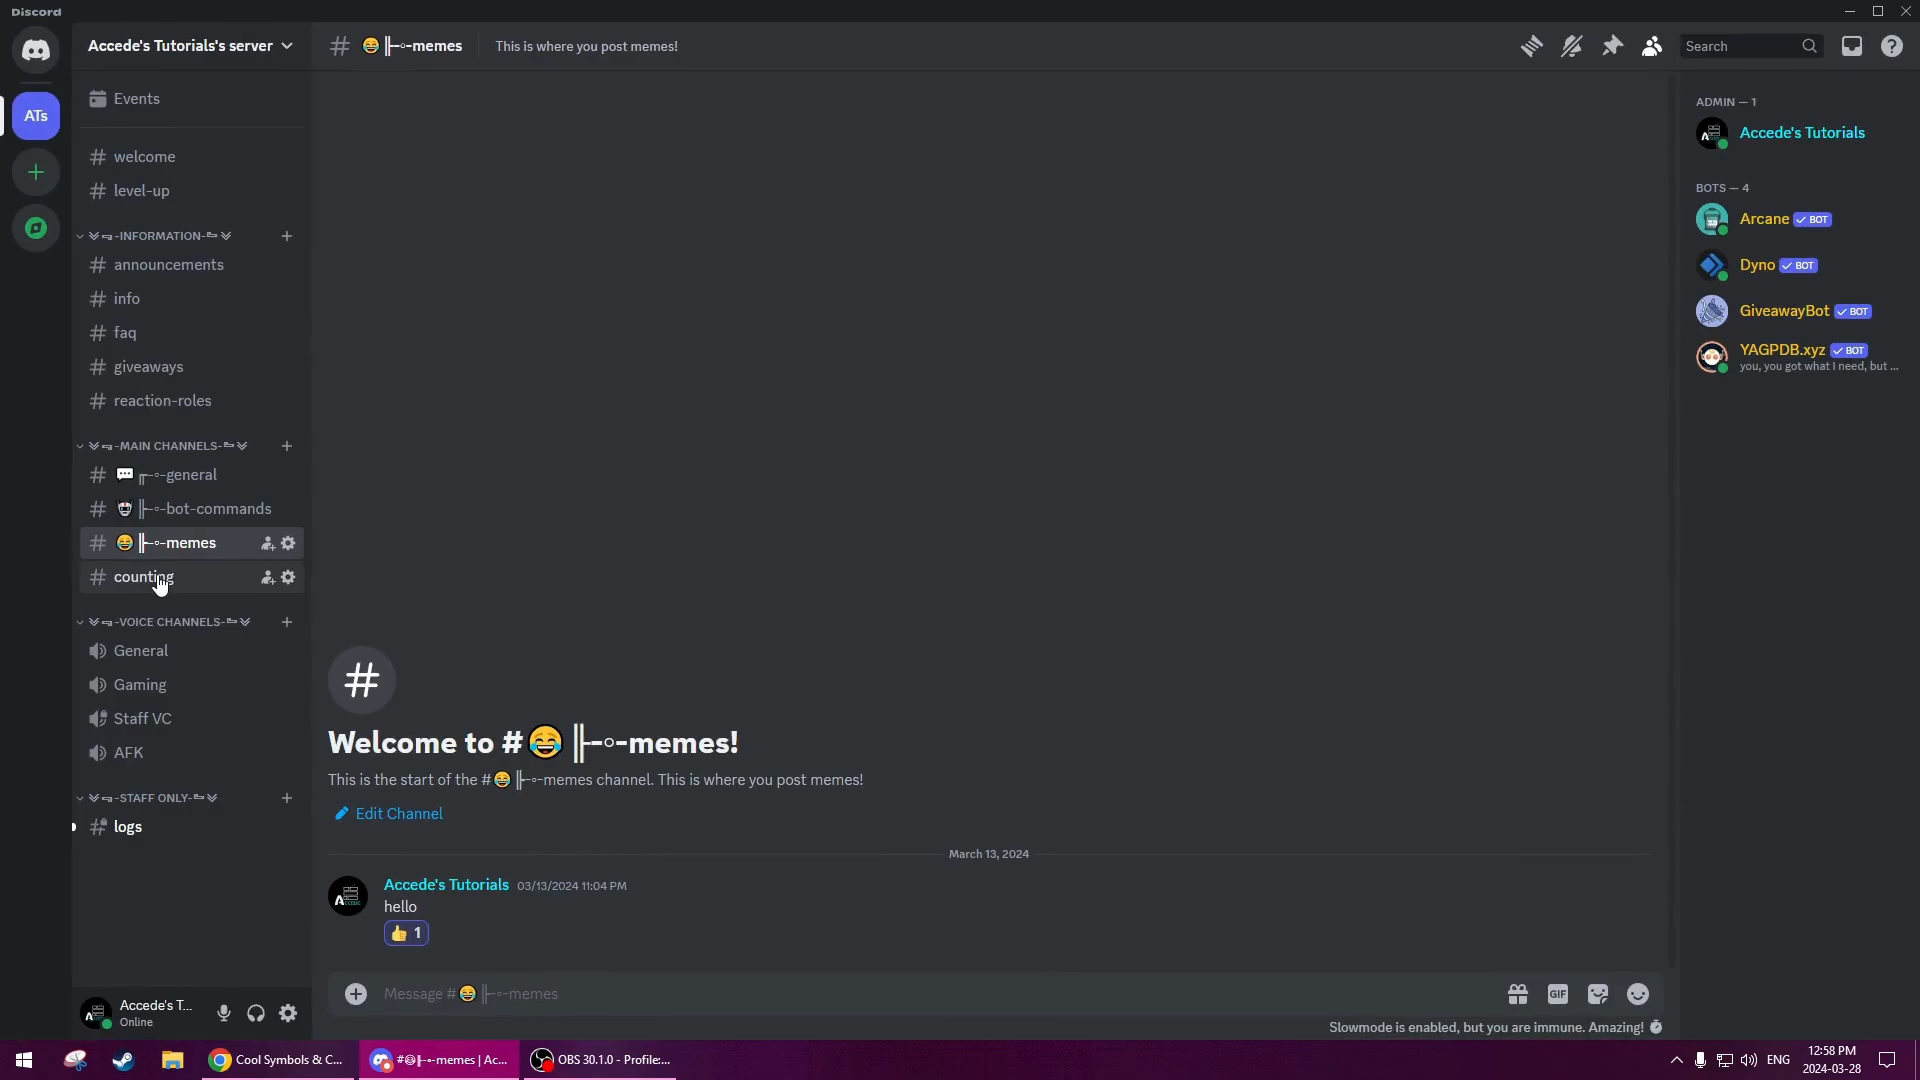 Discord
Accede's Tutorials's server
# 😂╟-◦-memes
This is where you post memes!
Search
ATs
Events
# welcome
# level-up
-INFORMATION-
# announcements
# info
# faq
# giveaways
# reaction-roles
-MAIN CHANNELS-
# 💬╓-◦-general
# 🤖╟-◦-bot-commands
# 😂╟-◦-memes
# counting
-VOICE CHANNELS-
General
Gaming
Staff VC
AFK
-STAFF ONLY-
# logs
#
Welcome to #😂╟-◦-memes!
This is the start of the #😂╟-◦-memes channel. This is where you post memes!
Edit Channel
March 13, 2024
Accede's Tutorials 03/13/2024 11:04 PM
hello
👍 1
Message #😂╟-◦-memes
GIF
Slowmode is enabled, but you are immune. Amazing!
ADMIN — 1
Accede's Tutorials
BOTS — 4
Arcane ✓ BOT
Dyno ✓ BOT
GiveawayBot ✓ BOT
YAGPDB.xyz ✓ BOT
you, you got what I need, but ...
Accede's T...
Online
Cool Symbols & C...
#😂╟-◦-memes | Ac...
OBS 30.1.0 - Profile:...
ENG
12:58 PM
2024-03-28